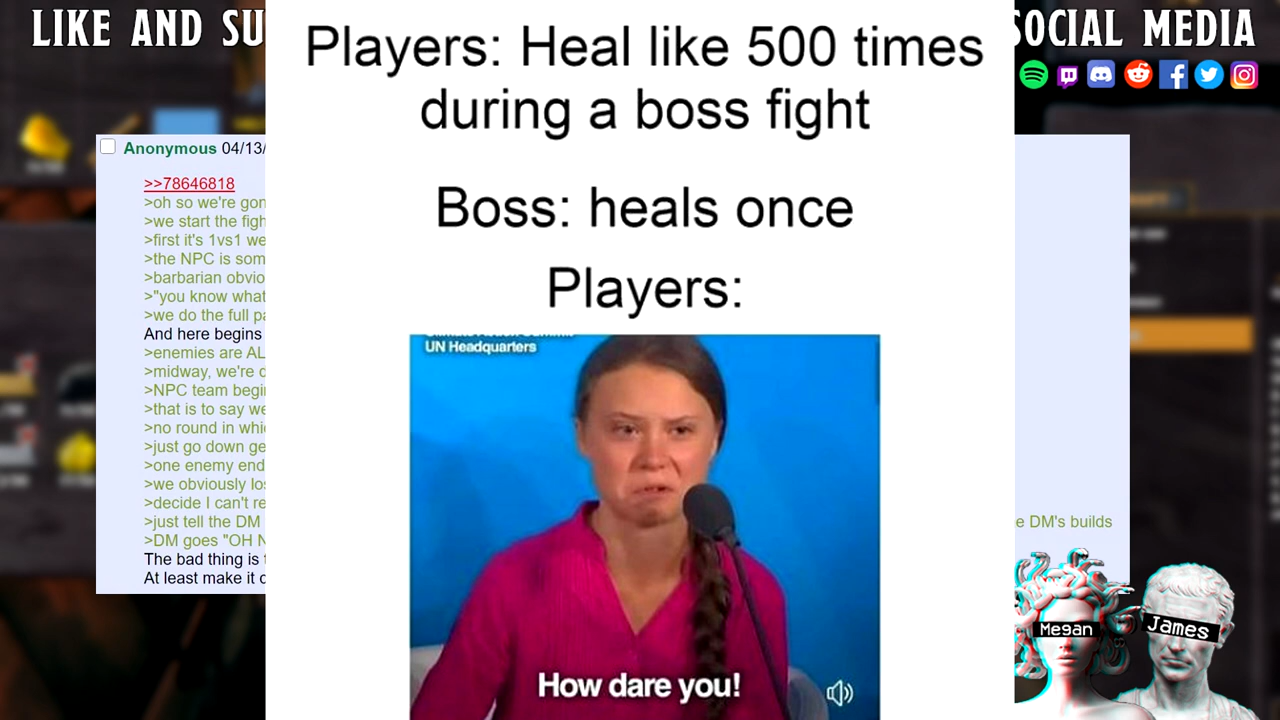 LIKE AND SU
SOCIAL MEDIA
Players: Heal like 500 times
during a boss fight
Boss: heals once
Players:
UN Headquarters
How dare you!
Anonymous 04/13/
>>78646818
>oh so we're gon
>we start the figh
>first it's 1vs1 we
>the NPC is som
>barbarian obvio
>"you know what
>we do the full pa
And here begins
>enemies are AL
>midway, we're d
>NPC team begi
>that is to say we
>no round in whic
>just go down ge
>one enemy end
>we obviously los
>decide I can't re
>just tell the DM
e DM's builds
>DM goes "OH N
The bad thing is t
At least make it c
Megan
James